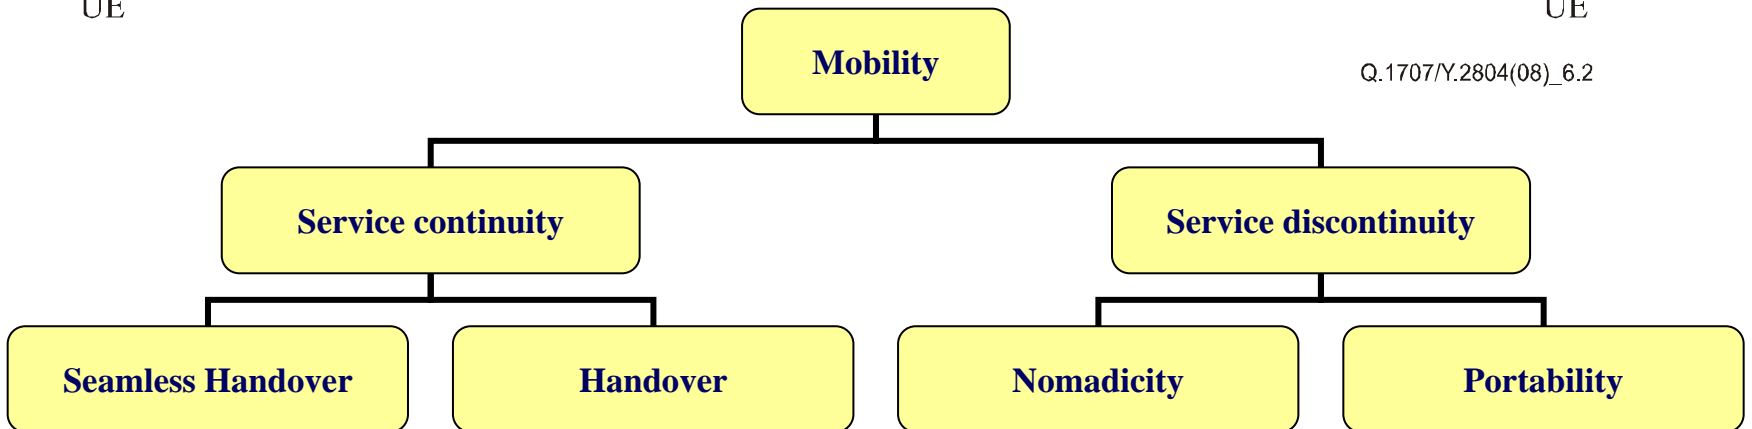 UE
UE
Mobility
Q.1707/Y.2804(08)_6.2
Service continuity
Service discontinuity
Seamless Handover
Handover
Nomadicity
Portability